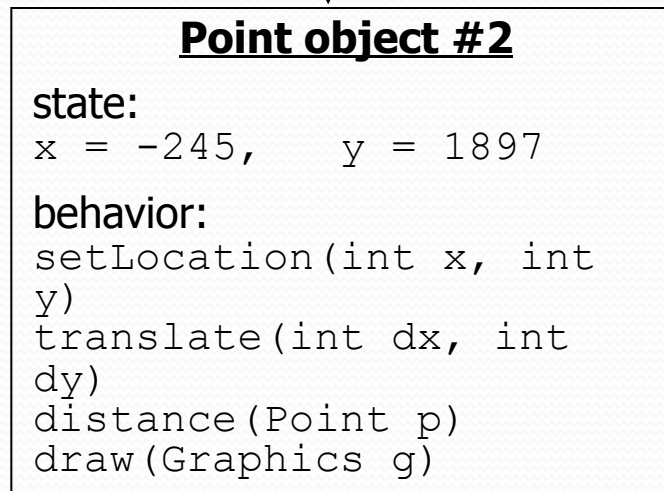 Point object #2
state:
x = -245,   y = 1897
behavior:
setLocation(int x, int
y)
translate(int dx, int
dy)
distance(Point p)
draw(Graphics g)